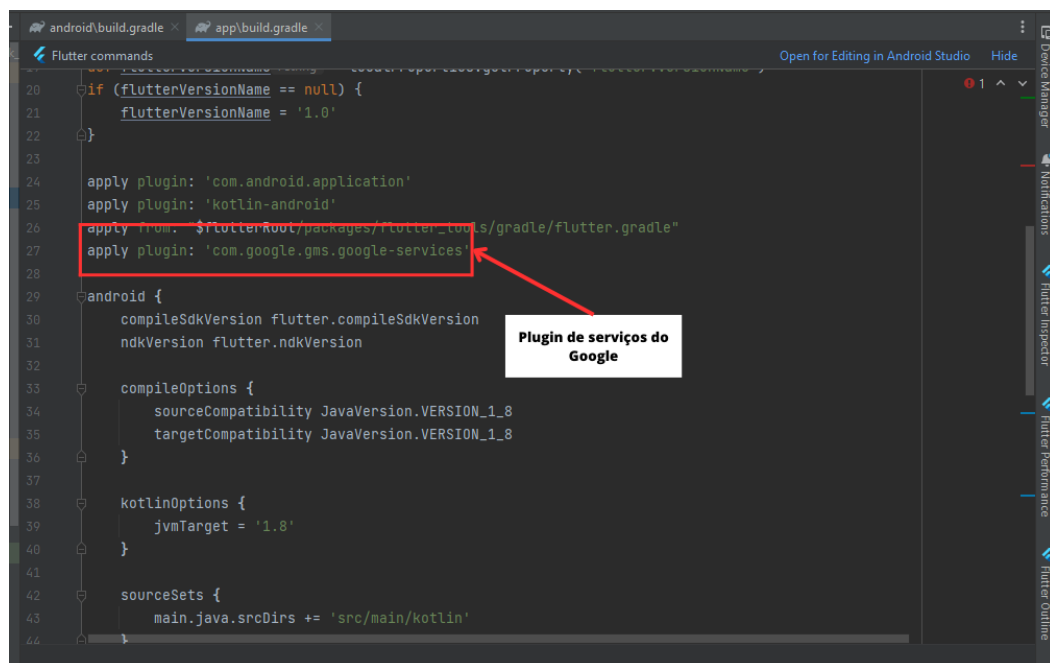 android\build.gradle
app\build.gradle
Flutter commands
Open for Editing in Android Studio
Hide
20 if (flutterVersionName == null) {
1
21 flutterVersionName = '1.0'
22 }
23
24 apply plugin: 'com.android.application'
25 apply plugin: 'kotlin-android'
26 apply from: "$flutterRoot/packages/flutter_tools/gradle/flutter.gradle"
27 apply plugin: 'com.google.gms.google-services'
28
29 android {
30 compileSdkVersion flutter.compileSdkVersion
31 ndkVersion flutter.ndkVersion
32
33 compileOptions {
34 sourceCompatibility JavaVersion.VERSION_1_8
35 targetCompatibility JavaVersion.VERSION_1_8
36 }
37
38 kotlinOptions {
39 jvmTarget = '1.8'
40 }
41
42 sourceSets {
43 main.java.srcDirs += 'src/main/kotlin'
44 }
Plugin de serviços do
Google
Device Manager
Notifications
Flutter Inspector
Flutter Performance
Flutter Outline